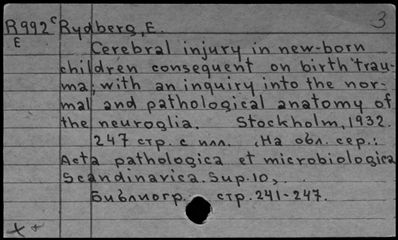 3
R992c Rydberg, E.
E
Cerebral injury in new-born
children consequent on birth trau-
ma, with an inquiry into the nor-
mal and pathological anatomy of
the neuroglia. Stockholm, 1932.
247 стр. с илл. (На обл. сер.:
Acta pathologica et microbiologica
Scandinavica. Sup. 10,
Библиогр. стр. 241-247.